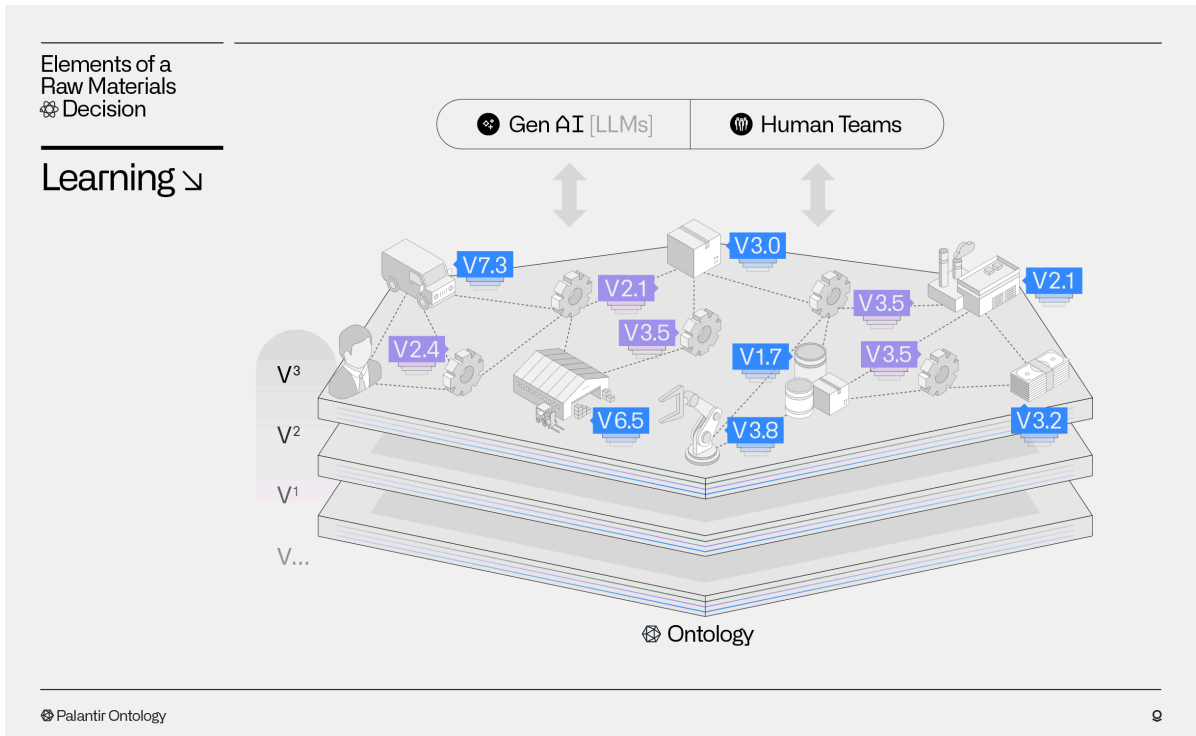 Elements of a
Raw Materials
Decision
Learning
Gen AI [LLMs]
Human Teams
V3.0
V7.3
V2.1
V2.1
V3.5
V3.5
V2.4
V1.7
V3.5
V6.5
V3.8
V3.2
V³
V²
V¹
V...
Ontology
Palantir Ontology